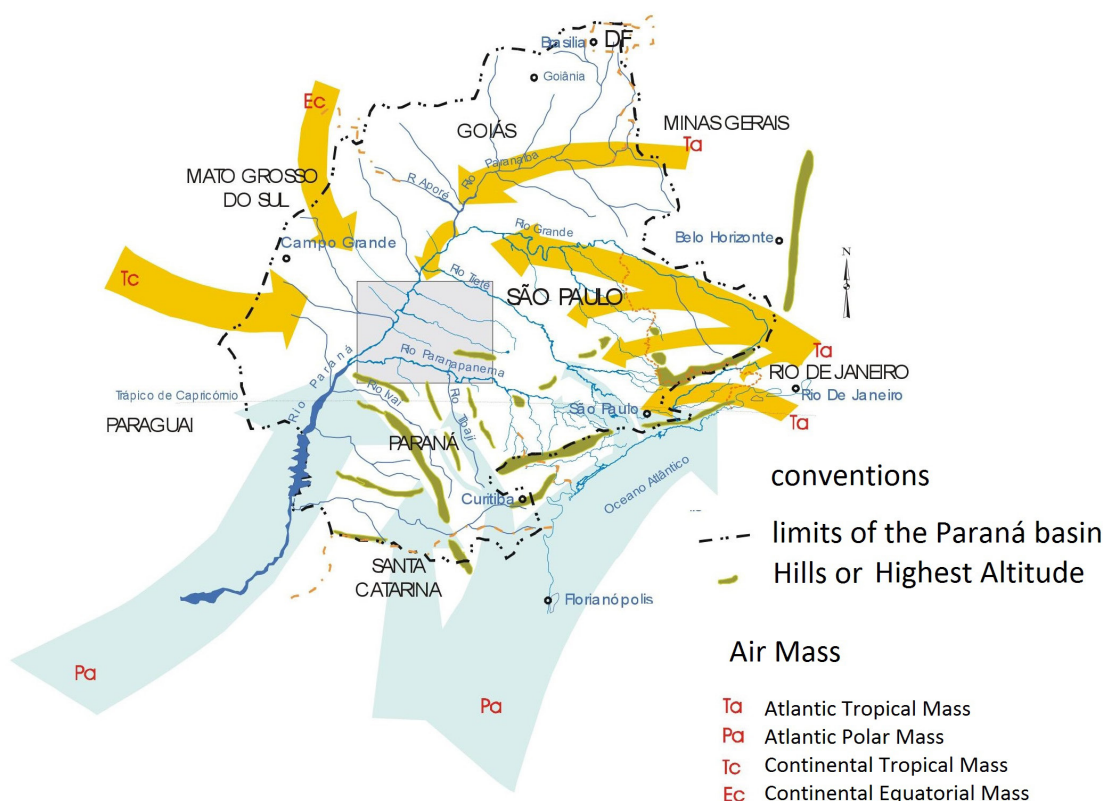 Brasilia
DF
Goiânia
Ec
GOIÁS
MINAS GERAIS
Ta
Rio Paranaíba
MATO GROSSO
DO SUL
R. Aporé
Rio Grande
Belo Horizonte
Campo Grande
N
Tc
Rio Tietê
SÃO PAULO
Ta
Rio Paraná
Rio Paranapanema
RIO DE JANEIRO
Rio De Janeiro
Trápico de Capricómio
Rio Ivaí
Rio Tibají
São Paulo
Ta
PARAGUAI
PARANÁ
Oceano Atlântico
conventions
Curitiba
limits of the Paraná basin
SANTA
CATARINA
Hills or Highest Altitude
Florianópolis
Air Mass
Pa
Pa
Ta Atlantic Tropical Mass
Pa Atlantic Polar Mass
Tc Continental Tropical Mass
Ec Continental Equatorial Mass